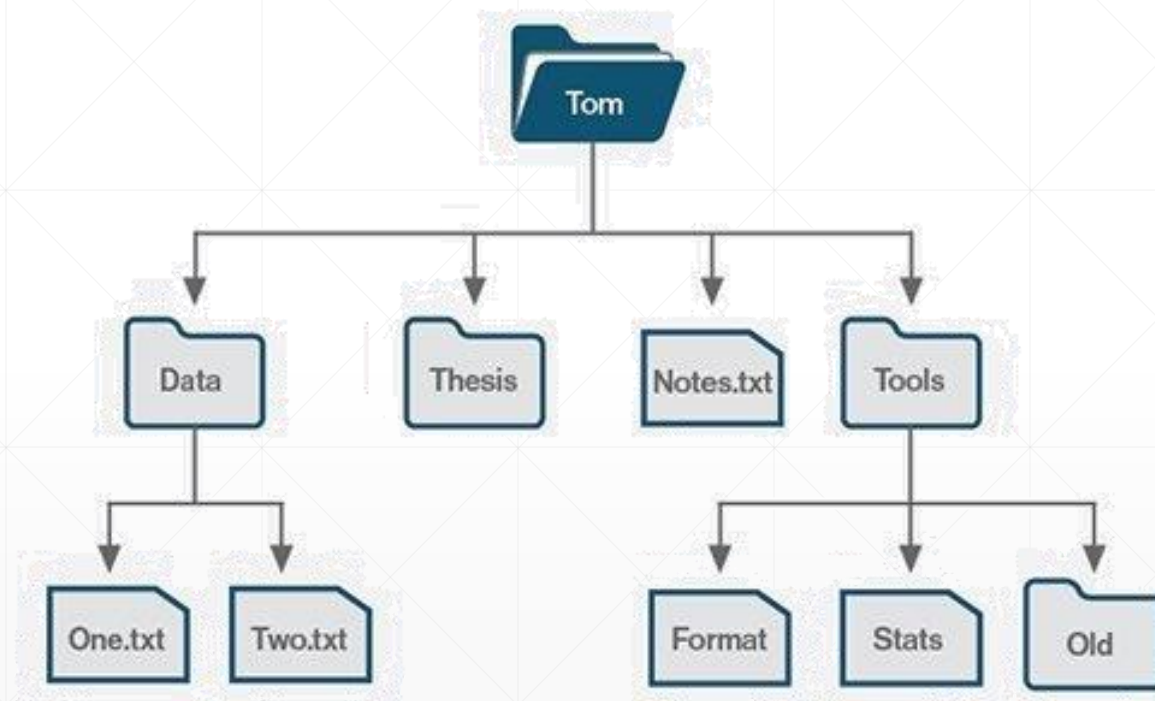 Tom
Data
Thesis
Notes.txt
Tools
One.txt
Two.txt
Format
Stats
Old